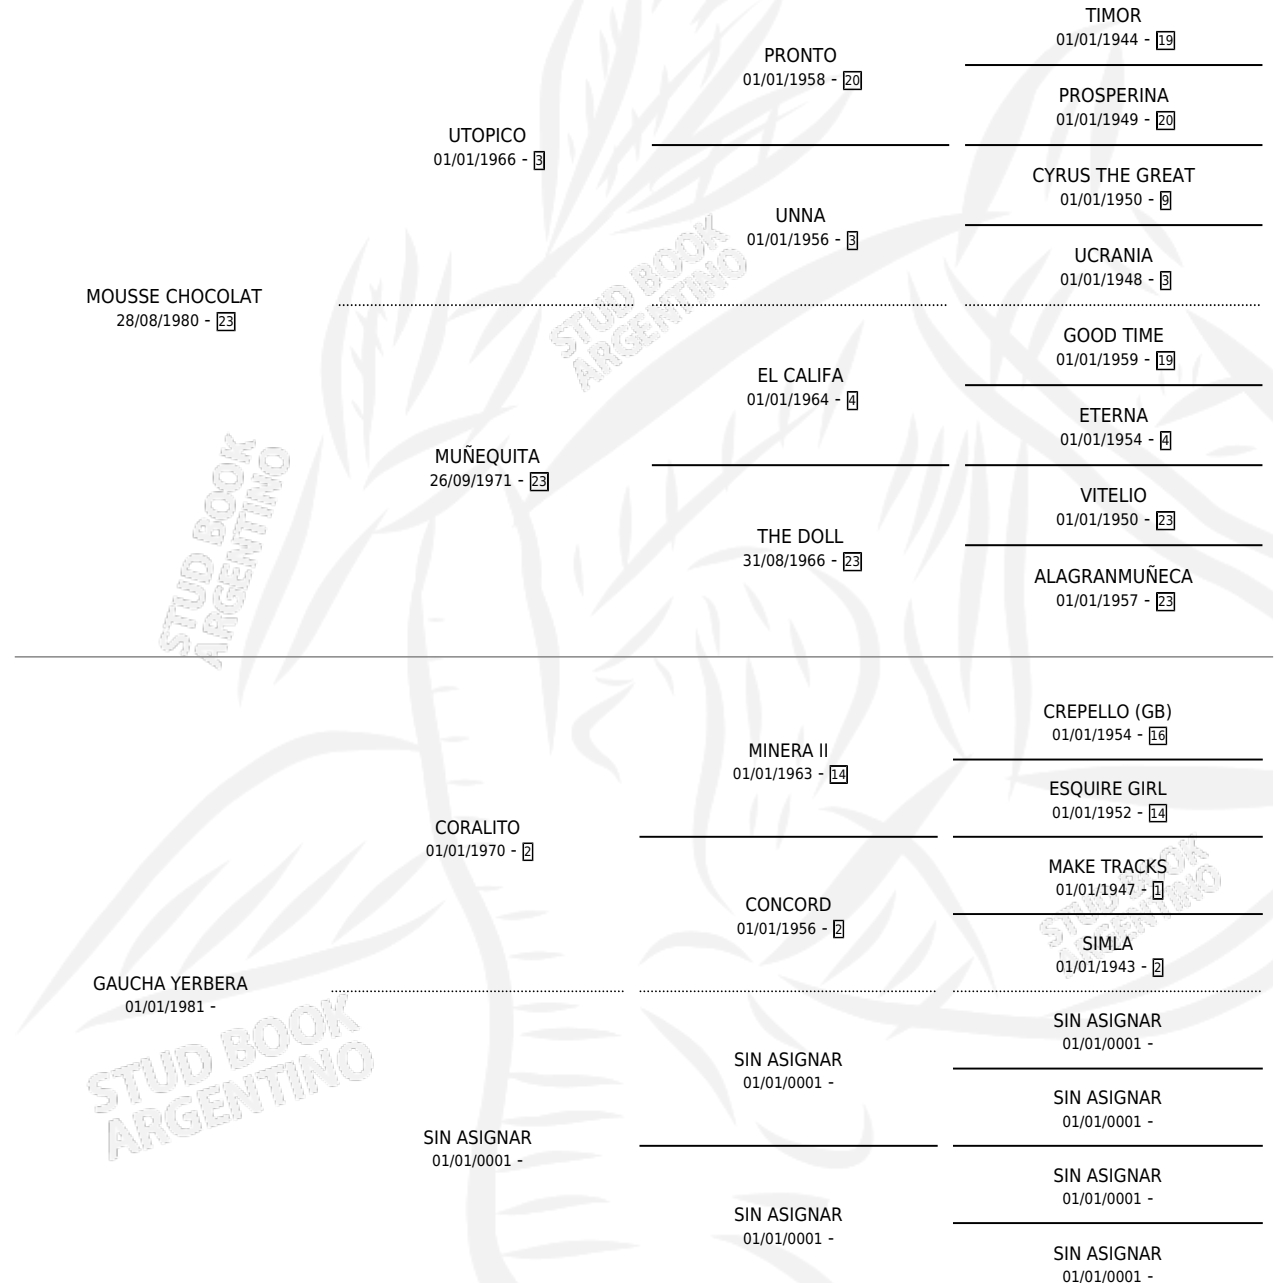 TIMOR
01/01/1944 - 19
PRONTO
01/01/1958 - 20
PROSPERINA
01/01/1949 - 20
UTOPICO
01/01/1966 - 3
CYRUS THE GREAT
01/01/1950 - 9
UNNA
01/01/1956 - 3
UCRANIA
01/01/1948 - 3
MOUSSE CHOCOLAT
28/08/1980 - 23
GOOD TIME
01/01/1959 - 19
EL CALIFA
01/01/1964 - 4
ETERNA
01/01/1954 - 4
MUÑEQUITA
26/09/1971 - 23
VITELIO
01/01/1950 - 23
THE DOLL
31/08/1966 - 23
ALAGRANMUÑECA
01/01/1957 - 23
STUD BOOK
ARGENTINO
STUD BOOK
ARGENTINO
CREPELLO (GB)
01/01/1954 - 16
MINERA II
01/01/1963 - 14
ESQUIRE GIRL
01/01/1952 - 14
CORALITO
01/01/1970 - 2
MAKE TRACKS
01/01/1947 - 1
CONCORD
01/01/1956 - 2
SIMLA
01/01/1943 - 2
STUD BOOK
ARGENTINO
GAUCHA YERBERA
01/01/1981 -
SIN ASIGNAR
01/01/0001 -
SIN ASIGNAR
01/01/0001 -
SIN ASIGNAR
01/01/0001 -
SIN ASIGNAR
01/01/0001 -
SIN ASIGNAR
01/01/0001 -
SIN ASIGNAR
01/01/0001 -
SIN ASIGNAR
01/01/0001 -
STUD BOOK
ARGENTINO